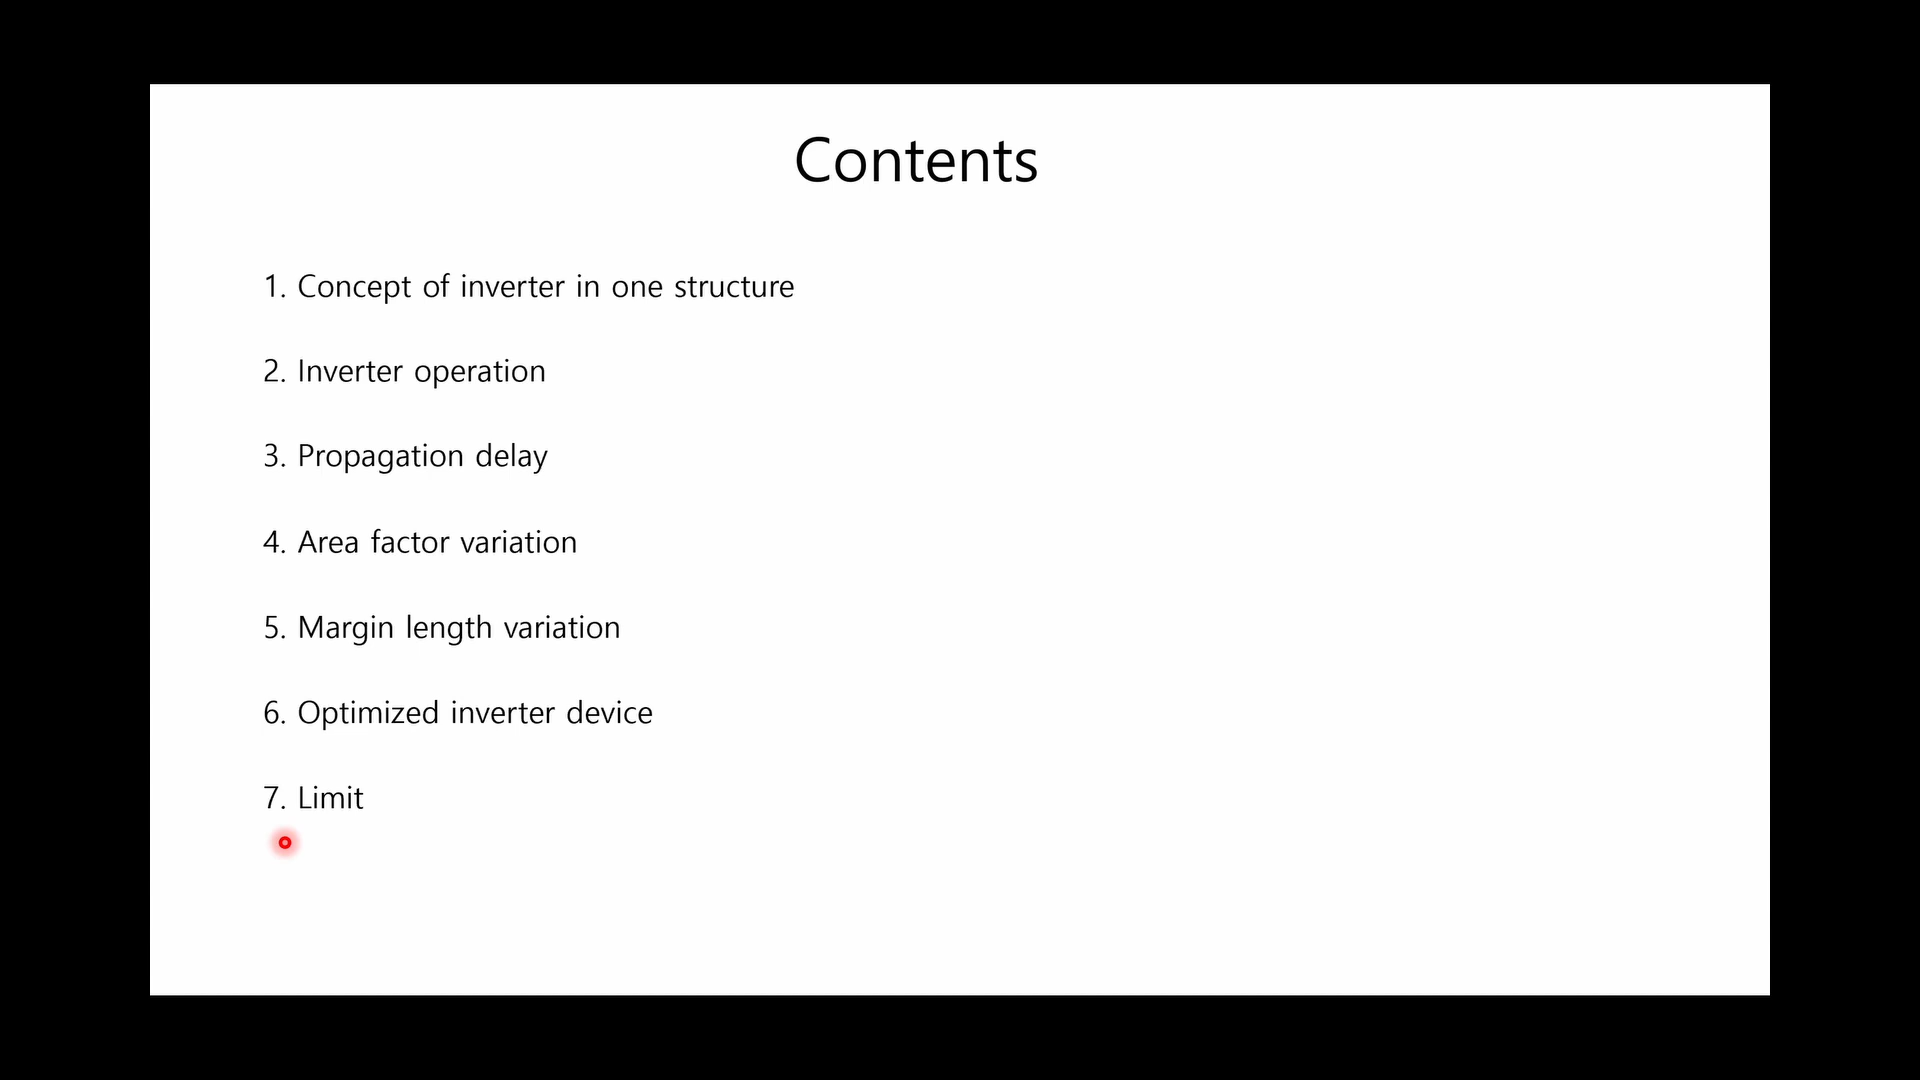 Contents
1. Concept of inverter in one structure
2. Inverter operation
3. Propagation delay
4. Area factor variation
5. Margin length variation
6. Optimized inverter device
7. Limit